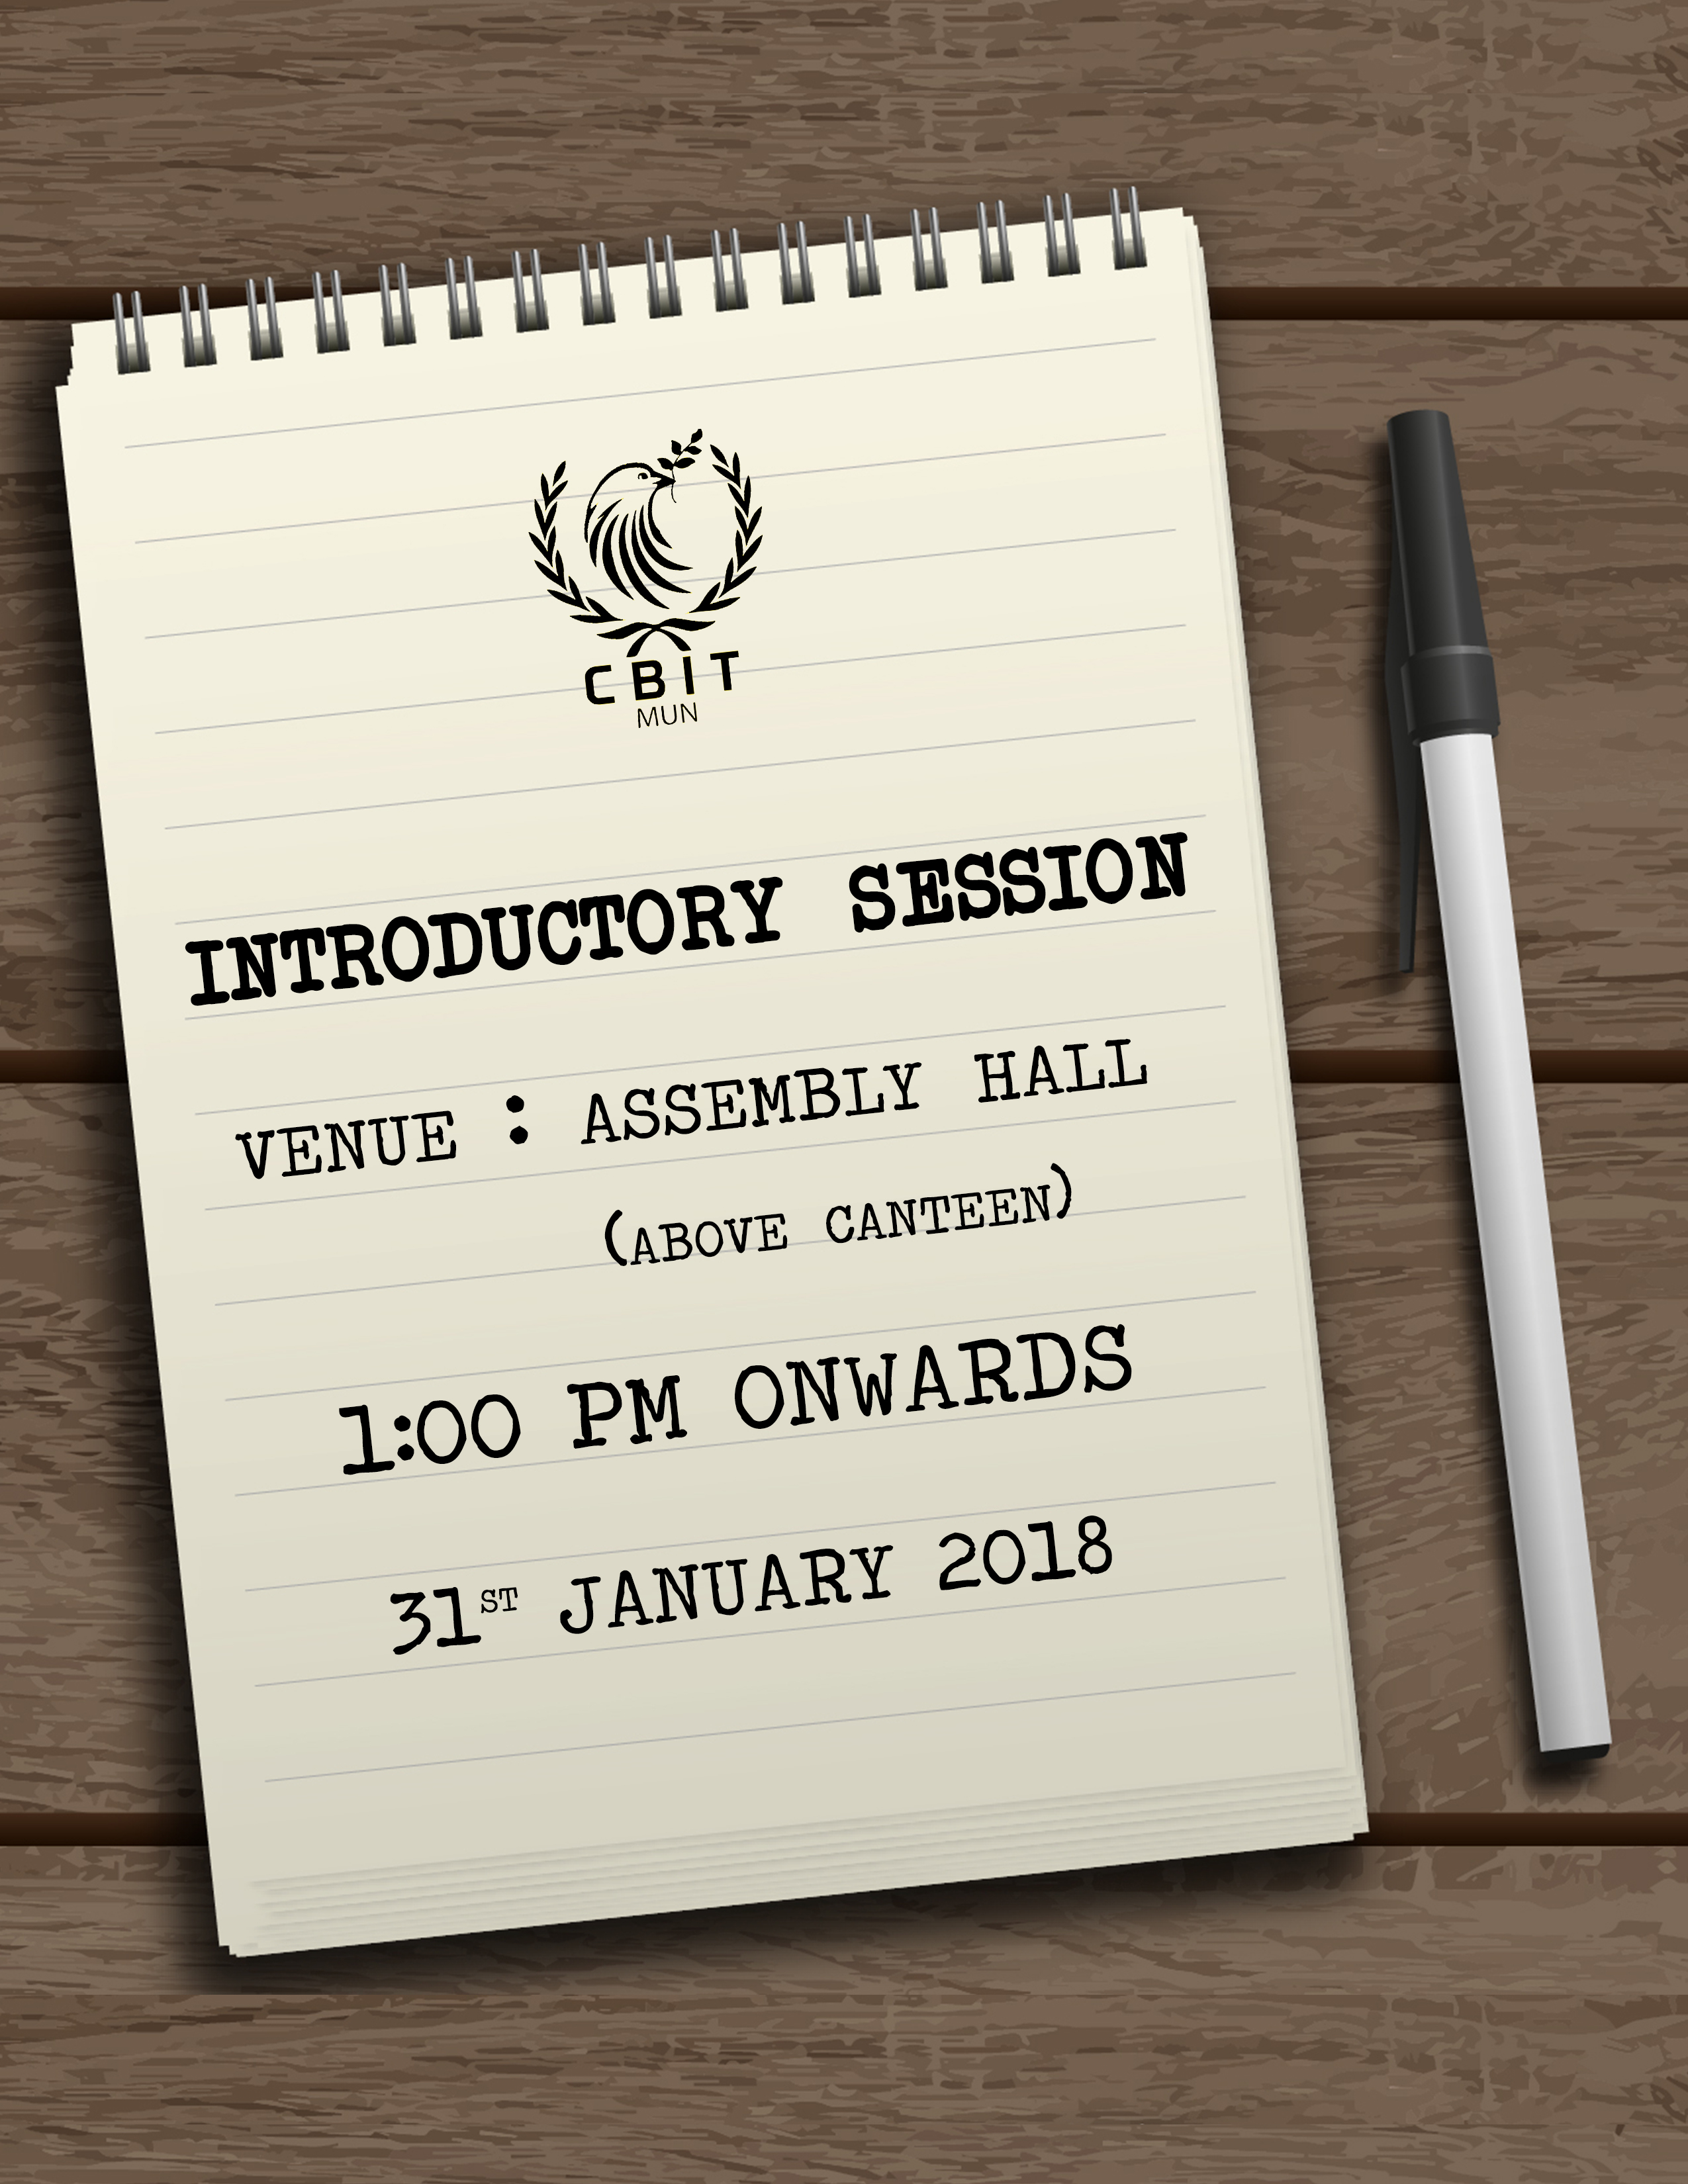 CBIT
MUN
INTRODUCTORY SESSION
VENUE : ASSEMBLY HALL
(ABOVE CANTEEN)
1:00 PM ONWARDS
31ST JANUARY 2018